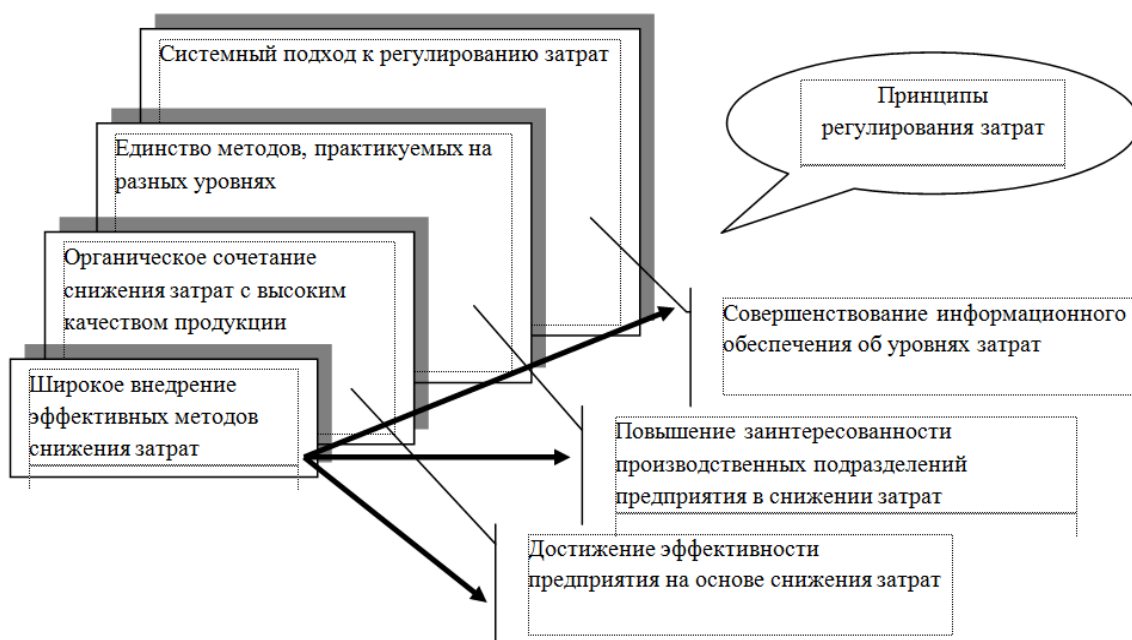 Системный подход к регулированию затрат
Принципы
регулирования затрат
Единство методов, практикуемых на
разных уровнях
Органическое сочетание
снижения затрат с высоким
качеством продукции
Широкое внедрение
эффективных методов
снижения затрат
Совершенствование информационного
обеспечения об уровнях затрат
Повышение заинтересованности
производственных подразделений
предприятия в снижении затрат
Достижение эффективности
предприятия на основе снижения затрат